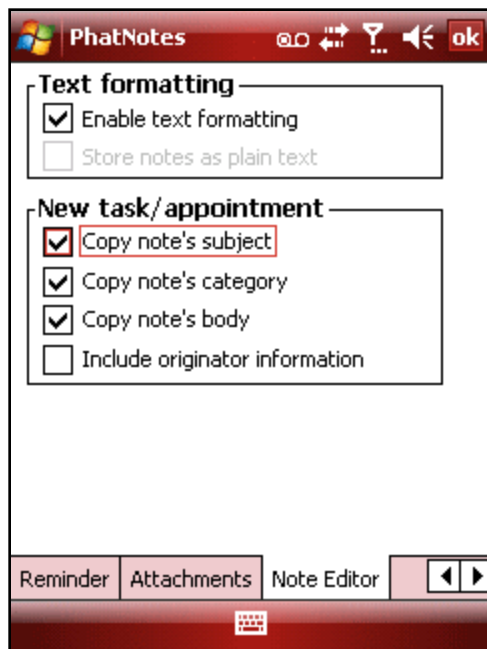 PhatNotes ok
Text formatting
Enable text formatting
Store notes as plain text
New task/appointment
Copy note's subject
Copy note's category
Copy note's body
Include originator information
Reminder Attachments Note Editor